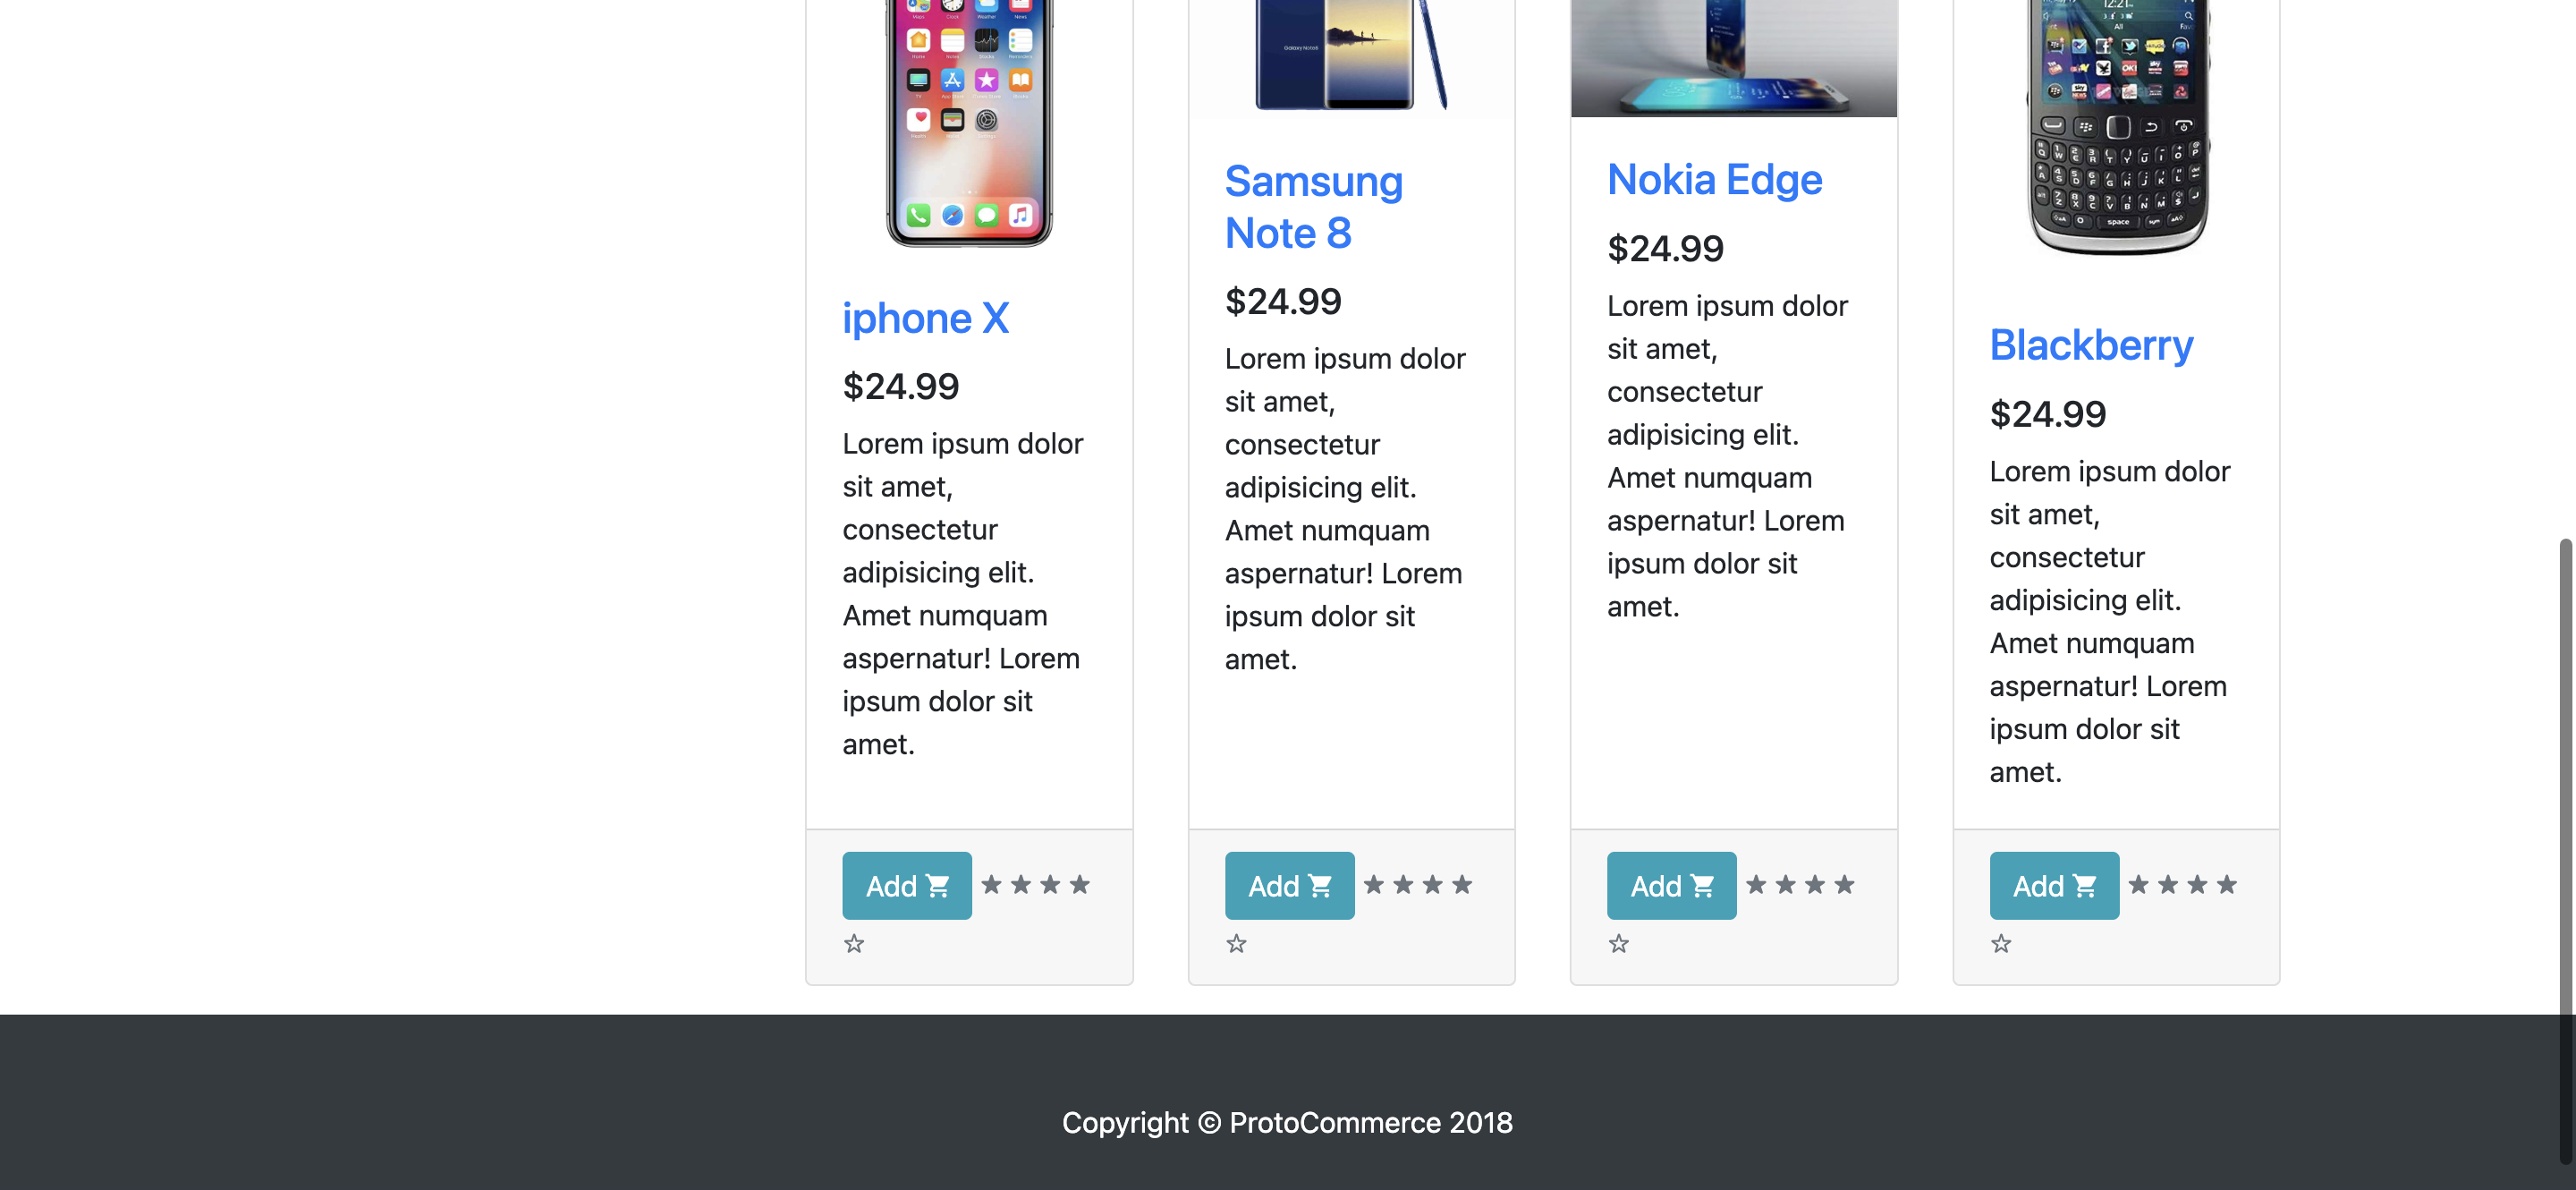 iphone X
$24.99
Lorem ipsum dolor
sit amet,
consectetur
adipisicing elit.
Amet numquam
aspernatur! Lorem
ipsum dolor sit
amet.
Add
Samsung
Note 8
$24.99
Lorem ipsum dolor
sit amet,
consectetur
adipisicing elit.
Amet numquam
aspernatur! Lorem
ipsum dolor sit
amet.
Add
Nokia Edge
$24.99
Lorem ipsum dolor
sit amet,
consectetur
adipisicing elit.
Amet numquam
aspernatur! Lorem
ipsum dolor sit
amet.
Add
Blackberry
$24.99
Lorem ipsum dolor
sit amet,
consectetur
adipisicing elit.
Amet numquam
aspernatur! Lorem
ipsum dolor sit
amet.
Add
Copyright © ProtoCommerce 2018